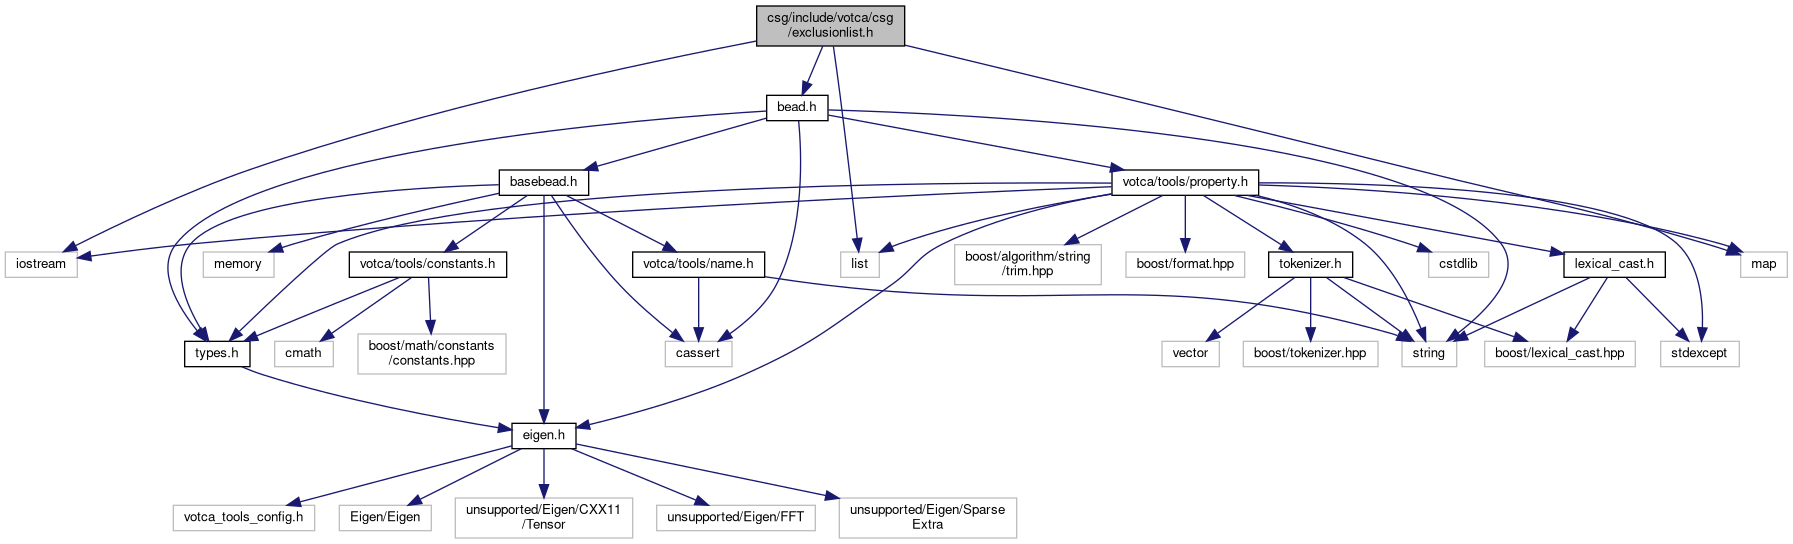 csg/include/votca/csg
/exclusionlist.h
bead.h
basebead.h
votca/tools/property.h
iostream
memory
votca/tools/constants.h
votca/tools/name.h
list
boost/algorithm/string
/trim.hpp
boost/format.hpp
tokenizer.h
cstdlib
lexical_cast.h
map
types.h
cmath
boost/math/constants
/constants.hpp
cassert
vector
boost/tokenizer.hpp
string
boost/lexical_cast.hpp
stdexcept
eigen.h
votca_tools_config.h
Eigen/Eigen
unsupported/Eigen/CXX11
/Tensor
unsupported/Eigen/FFT
unsupported/Eigen/Sparse
Extra